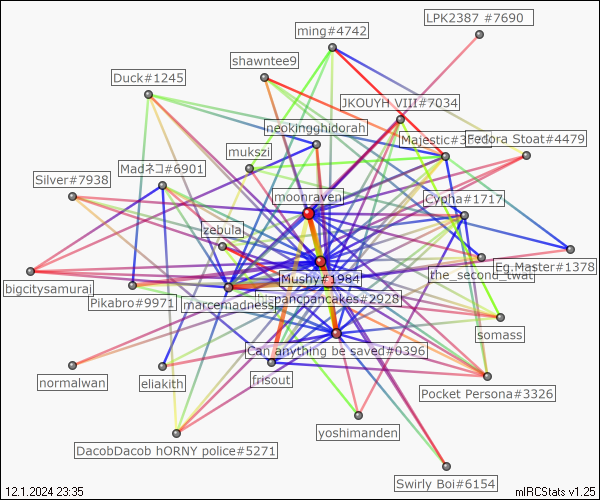 LPK2387 #7690
ming#4742
shawntee9
Duck#1245
JKOUYH VIII#7034
neokingghidorah
Majestic#3
Fedora Stoat#4479
mukszi
Madネコ#6901
Silver#7938
moonraven
Cypha#1717
zebula
Eg.Master#1378
the_second_twat
Mushy#1984
bigcitysamurai
Pikabro#9971
marcemadness
hispancpancakes#2928
somass
Can anything be saved#0396
normalwan
eliakith
frisout
Pocket Persona#3326
yoshimanden
DacobDacob hORNY police#5271
Swirly Boi#6154
12.1.2024 23:35
mIRCStats v1.25